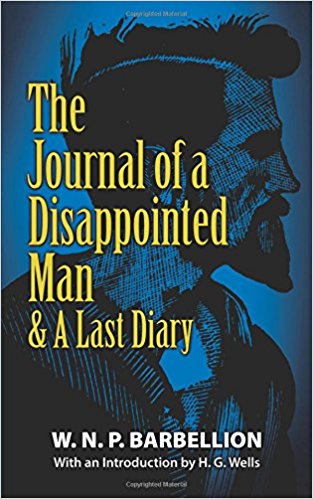 The
Journal of a
Disappointed
Man
& A Last Diary
W. N. P. BARBELLION
With an Introduction by H. G. Wells